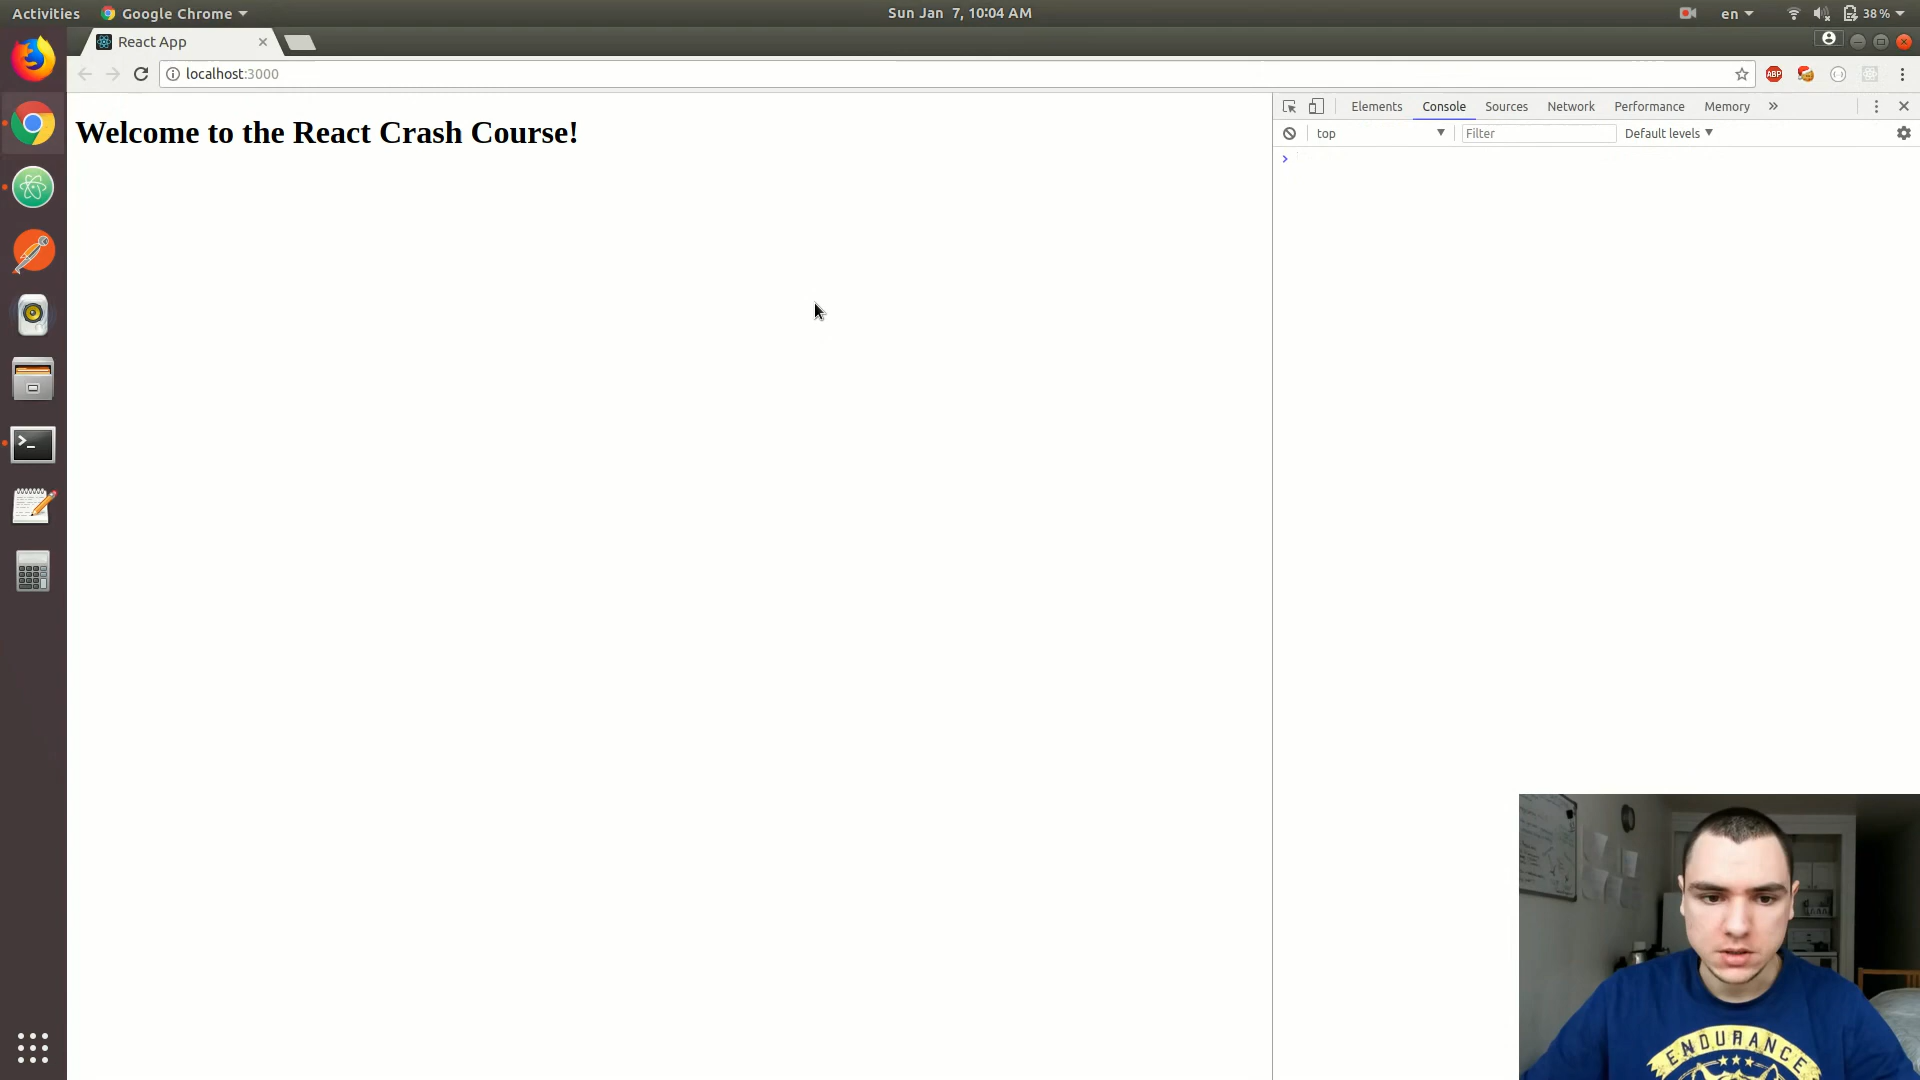 Activities
Google Chrome
Sun Jan 7, 10:04 AM
en
38 %
React App
localhost:3000
ABP
Welcome to the React Crash Course!
Elements
Console
Sources
Network
Performance
Memory
top
Filter
Default levels
ENDURANCE